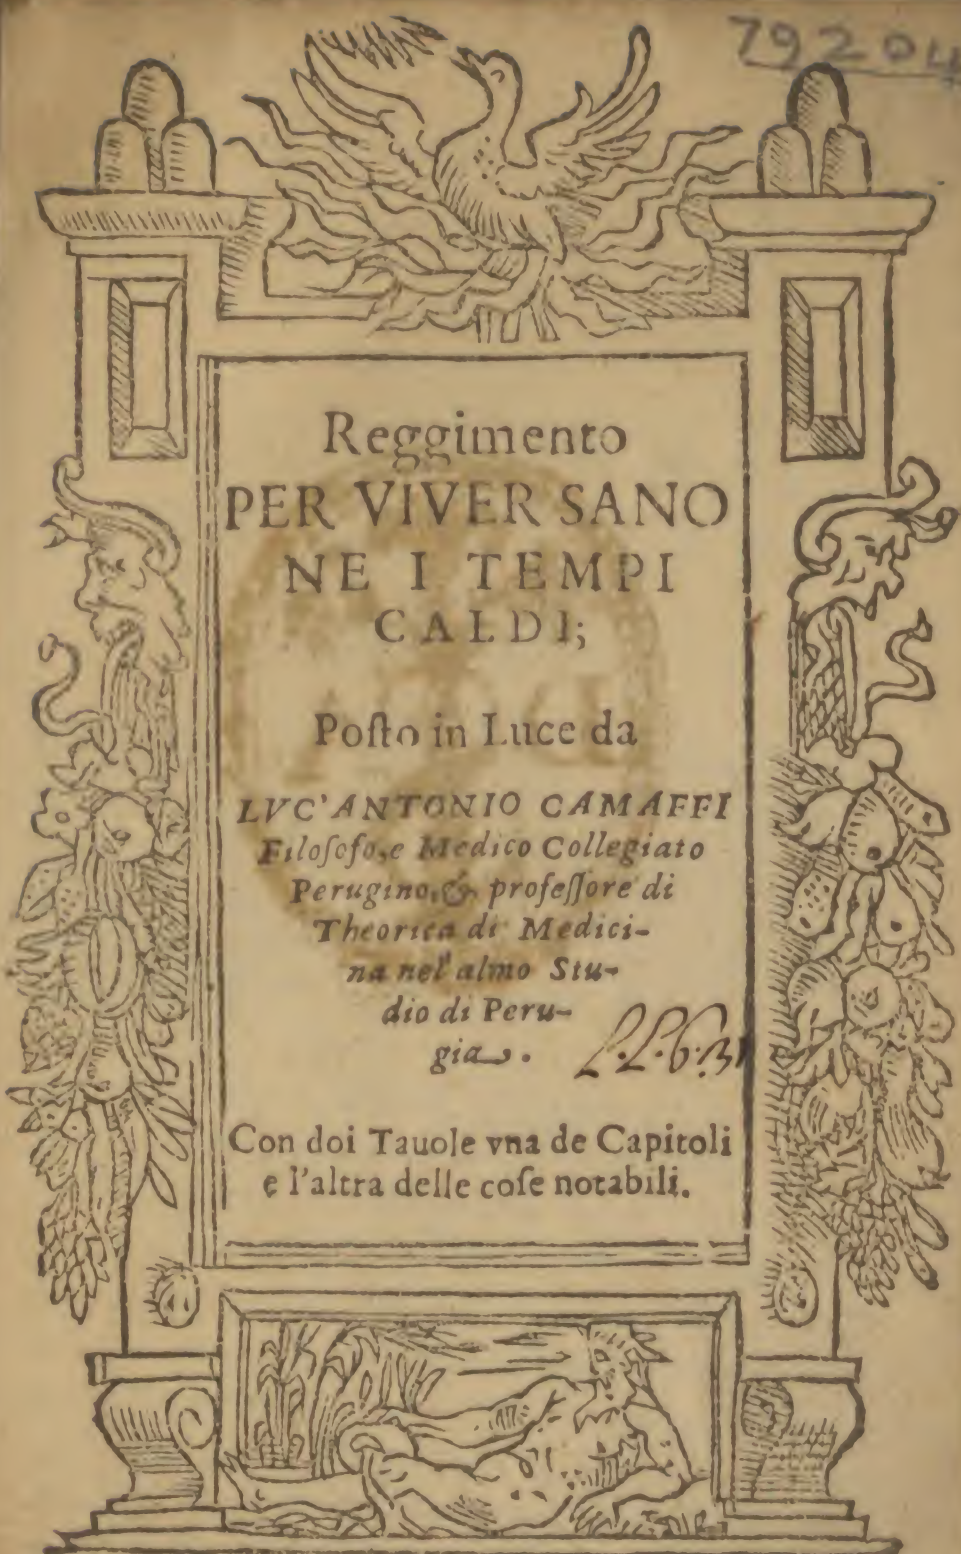 79204
Reggimento
PER VIVER SANO
NE I TEMPI
CALDI;
Poſto in Luce da
LVC'ANTONIO CAMAFFI
Filoſofo, e Medico Collegiato
Perugino, & profeſſore di
Theorica di Medici-
na nel almo Stu-
dio di Peru-
gia.
Con doi Tauole vna de Capitoli
e l'altra delle coſe notabili.